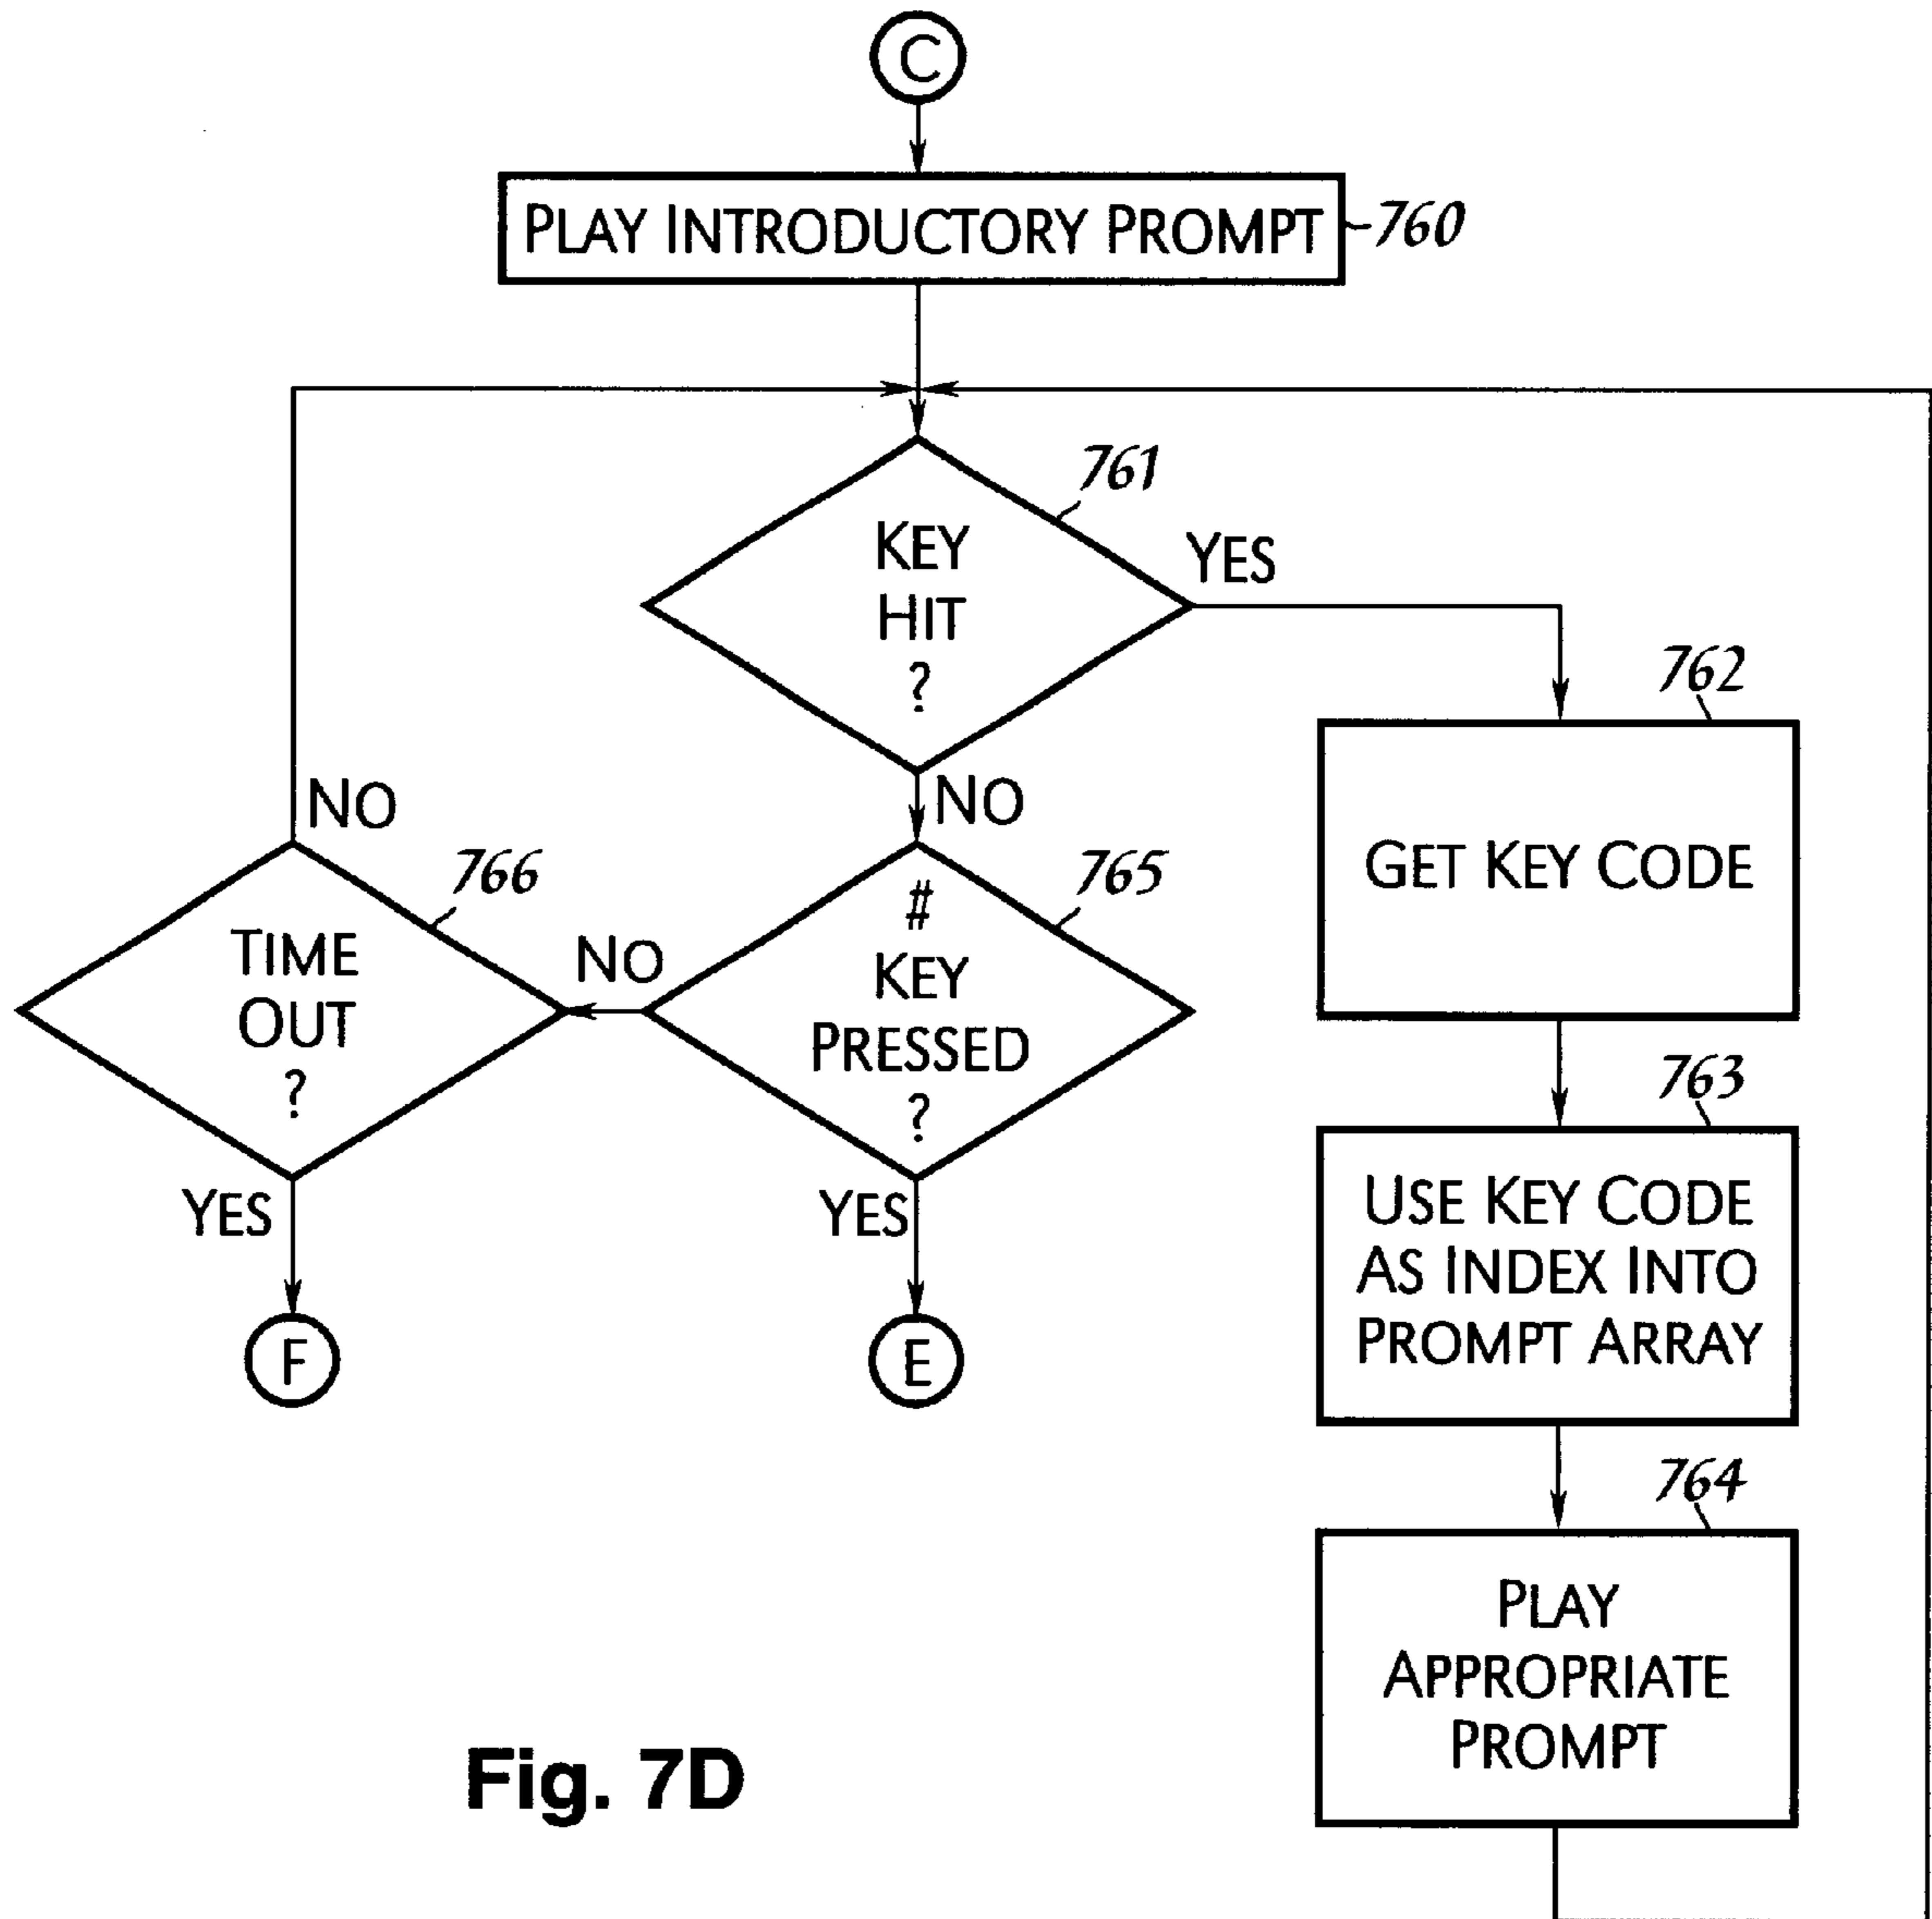 C
PLAY INTRODUCTORY PROMPT
760
761
KEY
HIT
?
YES
NO
762
GET KEY CODE
NO
766
TIME
OUT
?
NO
765
#
KEY
PRESSED
?
YES
F
YES
E
763
USE KEY CODE
AS INDEX INTO
PROMPT ARRAY
764
PLAY
APPROPRIATE
PROMPT
Fig. 7D